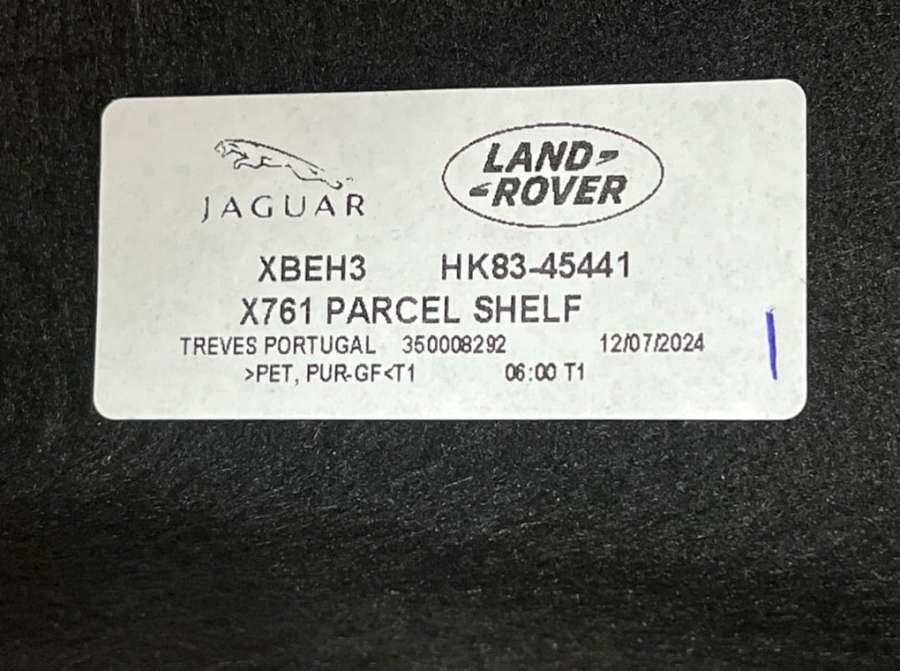 JAGUAR
LAND-
-ROVER
XBEH3 HK83-45441
X761 PARCEL SHELF
TREVES PORTUGAL 350008292 12/07/2024
>PET, PUR-GF<T1 06:00 T1